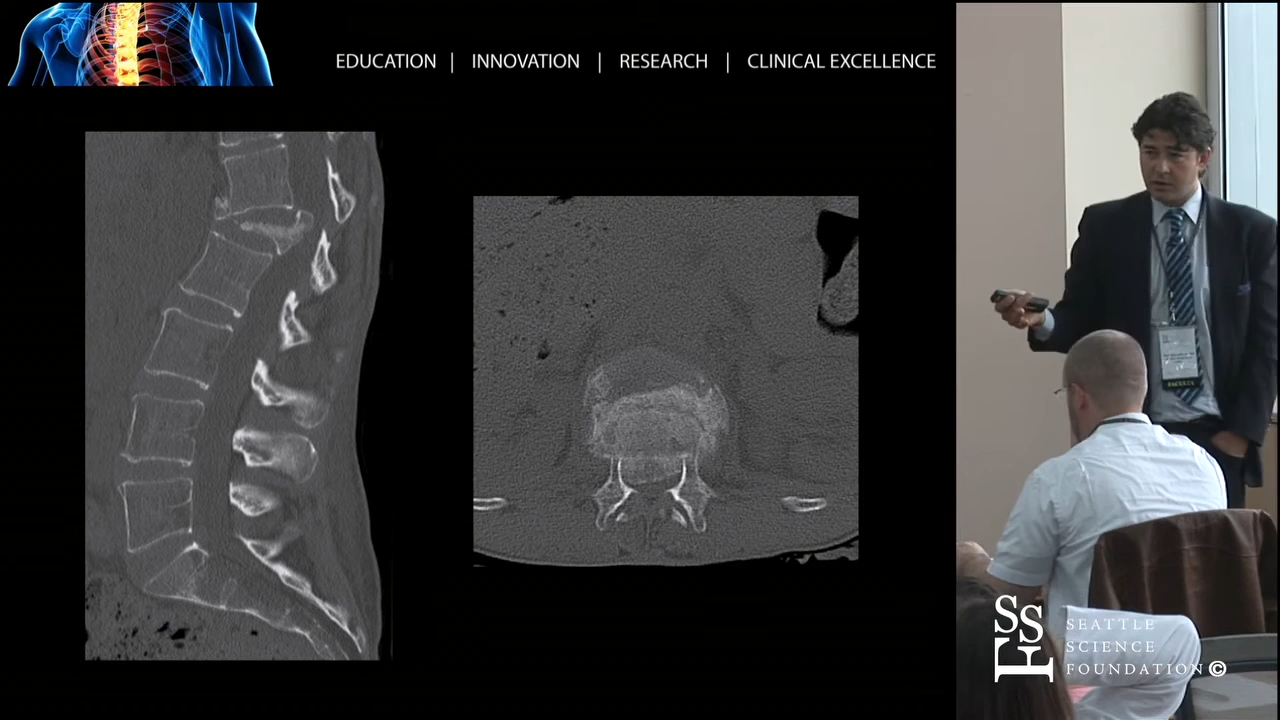 EDUCATION | INNOVATION | RESEARCH | CLINICAL EXCELLENCE
SSF
SEATTLE
SCIENCE
FOUNDATION©